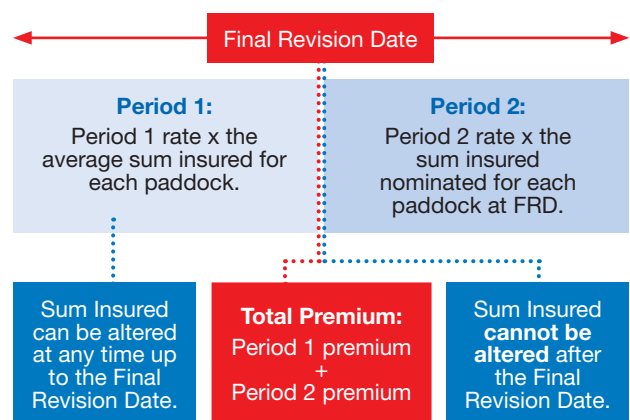 Final Revision Date
Period 1:
Period 1 rate x the
average sum insured for
each paddock.
Period 2:
Period 2 rate x the
sum insured
nominated for each
paddock at FRD.
Sum Insured
can be altered
at any time up
to the Final
Revision Date.
Total Premium:
Period 1 premium
+
Period 2 premium
Sum Insured
cannot be
altered after
the Final
Revision Date.